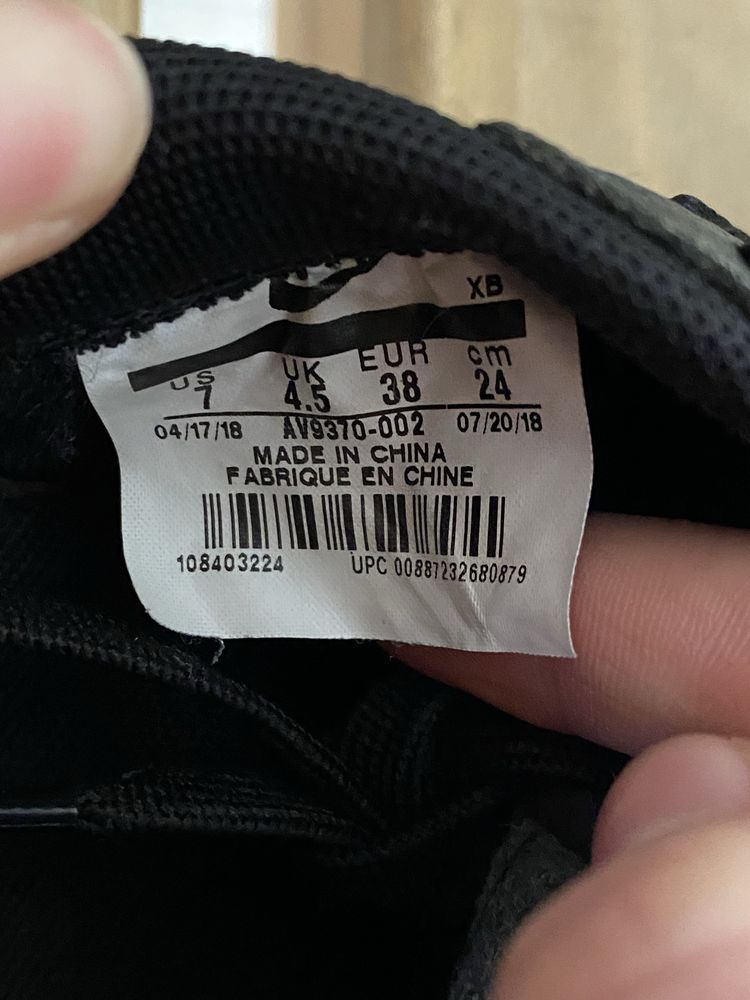 XB
US UK EUR cm
7 4.5 38 24
04/17/18 AV9370-002 07/20/18
MADE IN CHINA
FABRIQUE EN CHINE
108403224 UPC 00887232680879